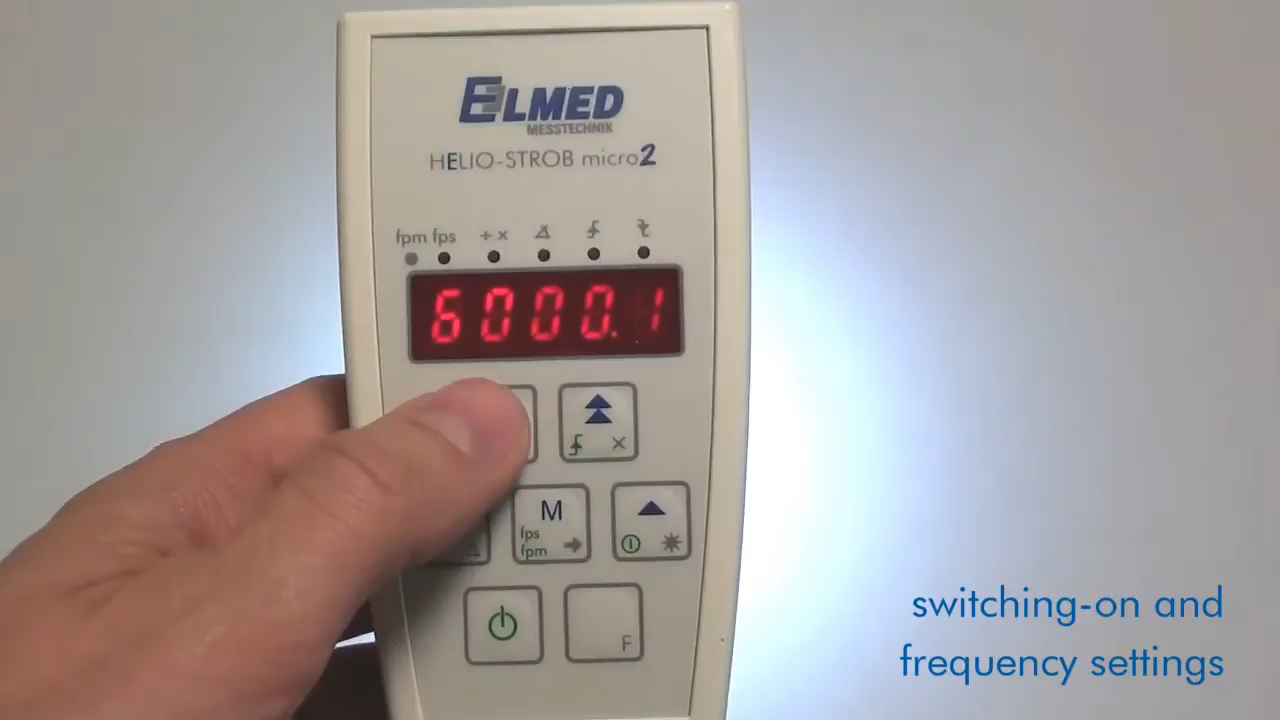 ELMED
MESSTECHNIK
HELIO-STROB micro2
fpm fps ÷ ×
6000.1
×
M
fps
fpm
F
switching-on and
frequency settings